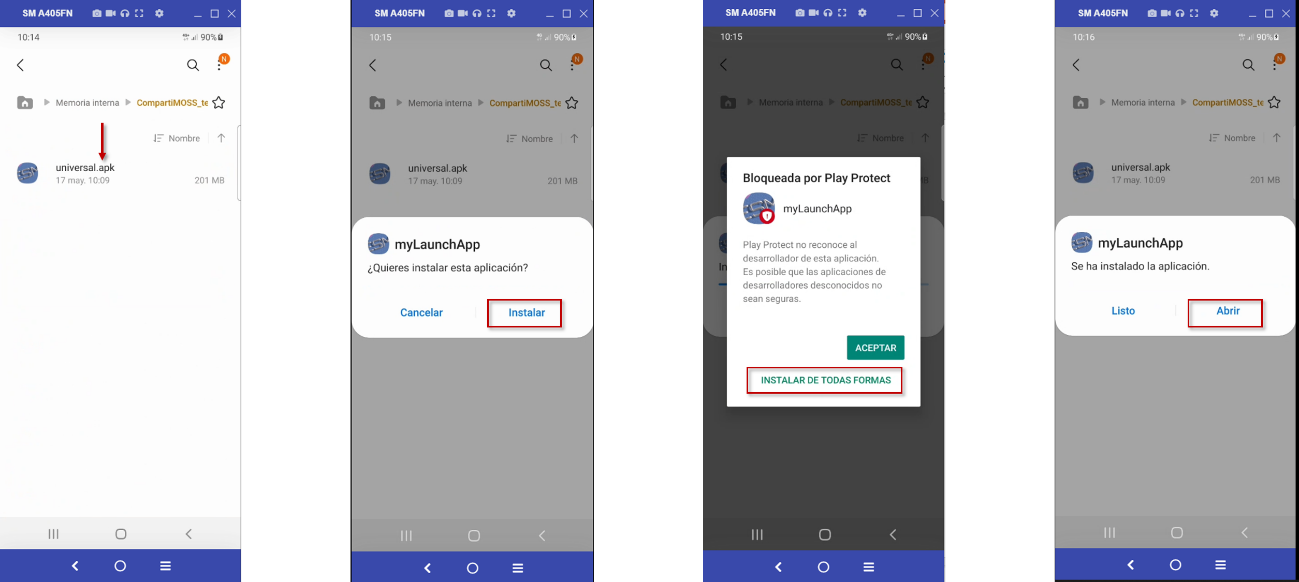 SM A405FN
10:14
90%
N
Memoria interna
CompartiMOSS_te
Nombre
universal.apk
17 may. 10:09
201 MB
SM A405FN
10:15
90%
N
Memoria interna
CompartiMOSS_te
Nombre
universal.apk
17 may. 10:09
201 MB
myLaunchApp
¿Quieres instalar esta aplicación?
Cancelar
Instalar
SM A405FN
10:15
90%
N
Memoria interna
CompartiMOSS_te
Nombre
MB
In
Bloqueada por Play Protect
myLaunchApp
Play Protect no reconoce al
desarrollador de esta aplicación.
Es posible que las aplicaciones de
desarrolladores desconocidos no
sean seguras.
ACEPTAR
INSTALAR DE TODAS FORMAS
SM A405FN
10:16
90%
N
Memoria interna
CompartiMOSS_te
Nombre
universal.apk
17 may. 10:09
201 MB
myLaunchApp
Se ha instalado la aplicación.
Listo
Abrir